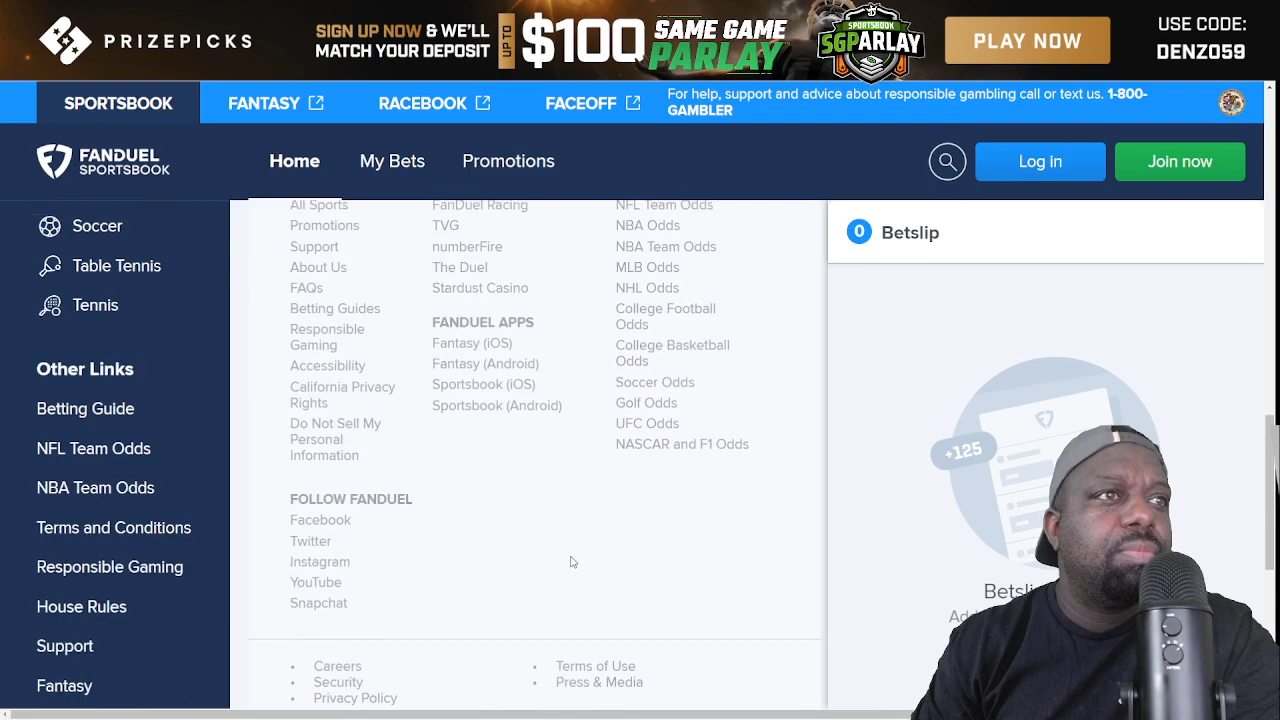 PRIZEPICKS
SIGN UP NOW & WE'LL
MATCH YOUR DEPOSIT
UP TO
$100
SAME GAME
PARLAY
SPORTSBOOK
SGPARLAY
PLAY NOW
USE CODE:
DENZO59
SPORTSBOOK
FANTASY
RACEBOOK
FACEOFF
For help, support and advice about responsible gambling call or text us. 1-800-
GAMBLER
FANDUEL
SPORTSBOOK
Home
My Bets
Promotions
Log in
Join now
Soccer
Table Tennis
Tennis
Other Links
Betting Guide
NFL Team Odds
NBA Team Odds
Terms and Conditions
Responsible Gaming
House Rules
Support
Fantasy
All Sports
Promotions
Support
About Us
FAQs
Betting Guides
Responsible
Gaming
Accessibility
California Privacy
Rights
Do Not Sell My
Personal
Information
FanDuel Racing
TVG
numberFire
The Duel
Stardust Casino
FANDUEL APPS
Fantasy (iOS)
Fantasy (Android)
Sportsbook (iOS)
Sportsbook (Android)
NFL Team Odds
NBA Odds
NBA Team Odds
MLB Odds
NHL Odds
College Football
Odds
College Basketball
Odds
Soccer Odds
Golf Odds
UFC Odds
NASCAR and F1 Odds
FOLLOW FANDUEL
Facebook
Twitter
Instagram
YouTube
Snapchat
• Careers
• Security
• Privacy Policy
• Terms of Use
• Press & Media
0 Betslip
+125